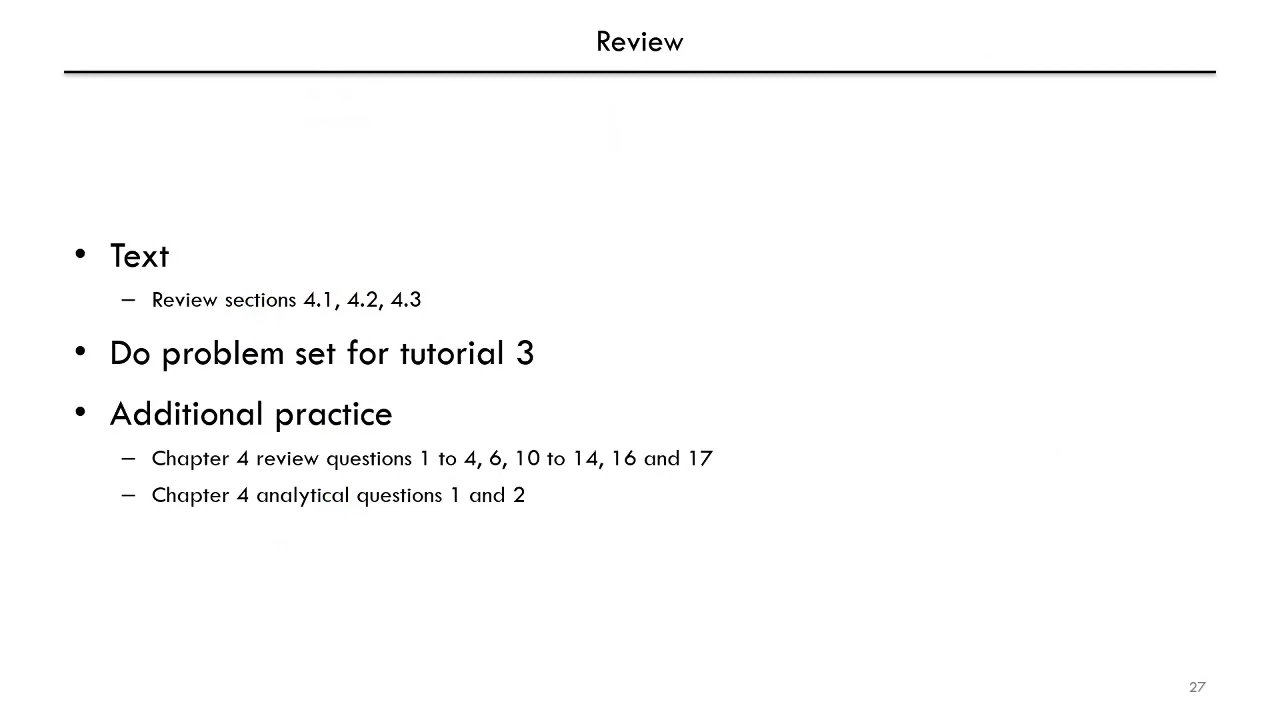 Review
• Text
– Review sections 4.1, 4.2, 4.3
• Do problem set for tutorial 3
• Additional practice
– Chapter 4 review questions 1 to 4, 6, 10 to 14, 16 and 17
– Chapter 4 analytical questions 1 and 2
27